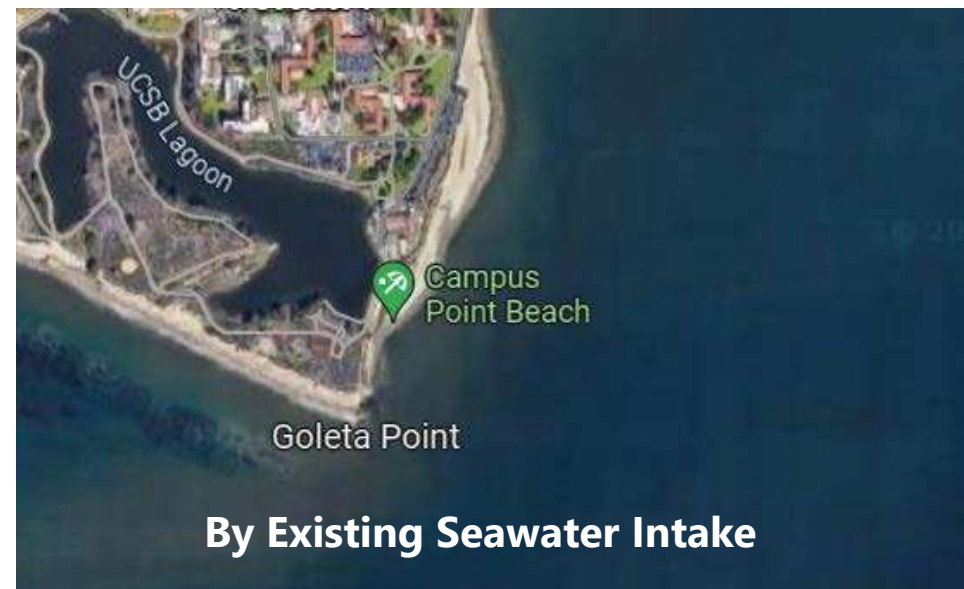 UCSB Lagoon
Campus
Point Beach
Goleta Point
By Existing Seawater Intake